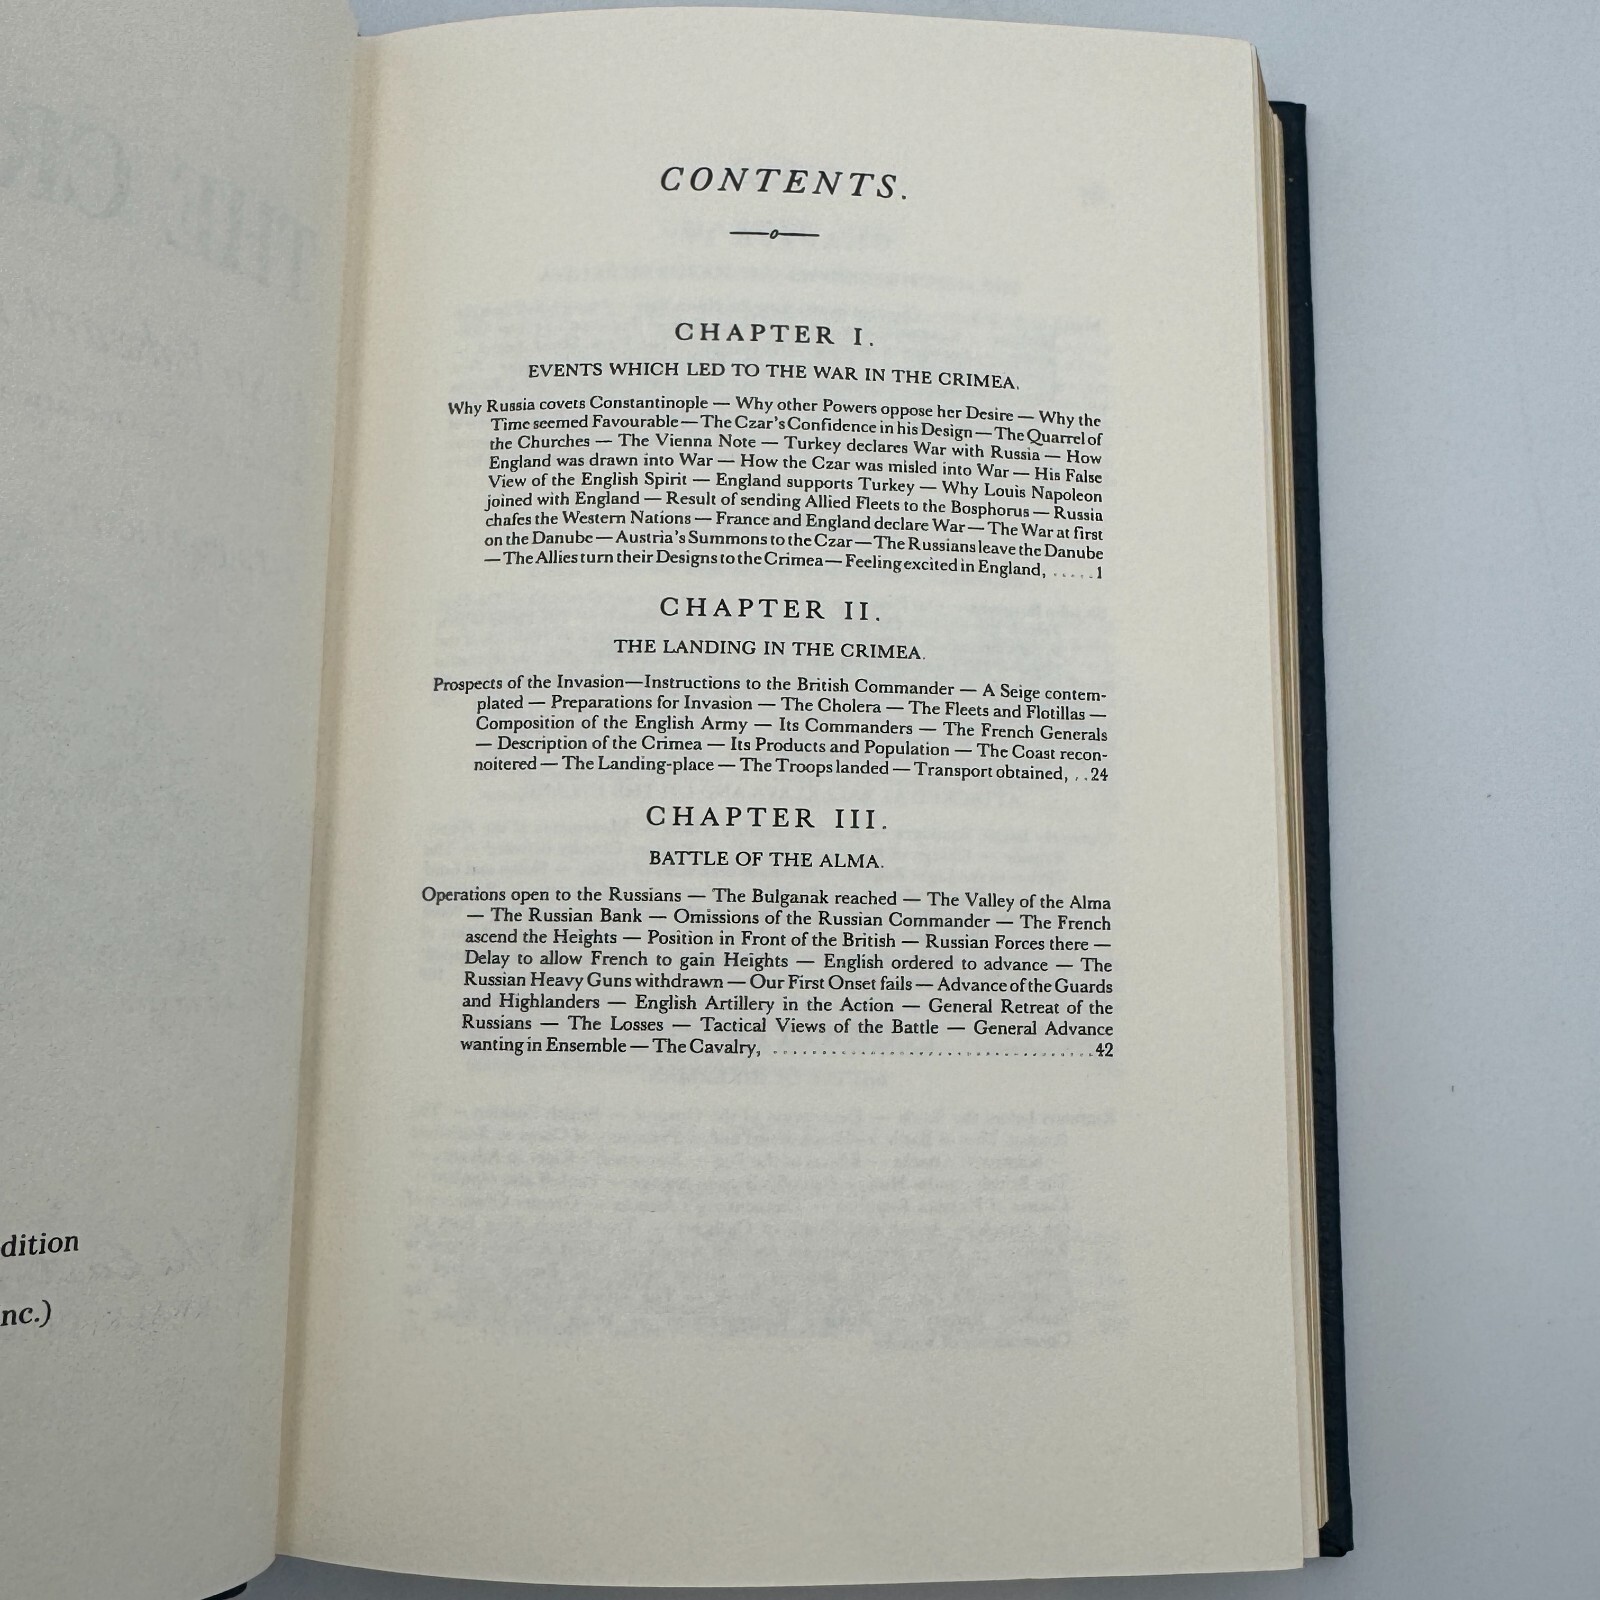 dition
nc.)
CONTENTS.
CHAPTER I.
EVENTS WHICH LED TO THE WAR IN THE CRIMEA.
Why Russia covets Constantinople — Why other Powers oppose her Desire — Why the
Time seemed Favourable — The Czar's Confidence in his Design — The Quarrel of
the Churches — The Vienna Note — Turkey declares War with Russia — How
England was drawn into War — How the Czar was misled into War — His False
View of the English Spirit — England supports Turkey — Why Louis Napoleon
joined with England — Result of sending Allied Fleets to the Bosphorus — Russia
chafes the Western Nations — France and England declare War — The War at first
on the Danube — Austria's Summons to the Czar — The Russians leave the Danube
— The Allies turn their Designs to the Crimea — Feeling excited in England, ..... 1
CHAPTER II.
THE LANDING IN THE CRIMEA.
Prospects of the Invasion—Instructions to the British Commander — A Seige contem-
plated — Preparations for Invasion — The Cholera — The Fleets and Flotillas —
Composition of the English Army — Its Commanders — The French Generals
— Description of the Crimea — Its Products and Population — The Coast recon-
noitered — The Landing-place — The Troops landed — Transport obtained, .. 24
CHAPTER III.
BATTLE OF THE ALMA.
Operations open to the Russians — The Bulganak reached — The Valley of the Alma
— The Russian Bank — Omissions of the Russian Commander — The French
ascend the Heights — Position in Front of the British — Russian Forces there —
Delay to allow French to gain Heights — English ordered to advance — The
Russian Heavy Guns withdrawn — Our First Onset fails — Advance of the Guards
and Highlanders — English Artillery in the Action — General Retreat of the
Russians — The Losses — Tactical Views of the Battle — General Advance
wanting in Ensemble — The Cavalry, ..................................... 42